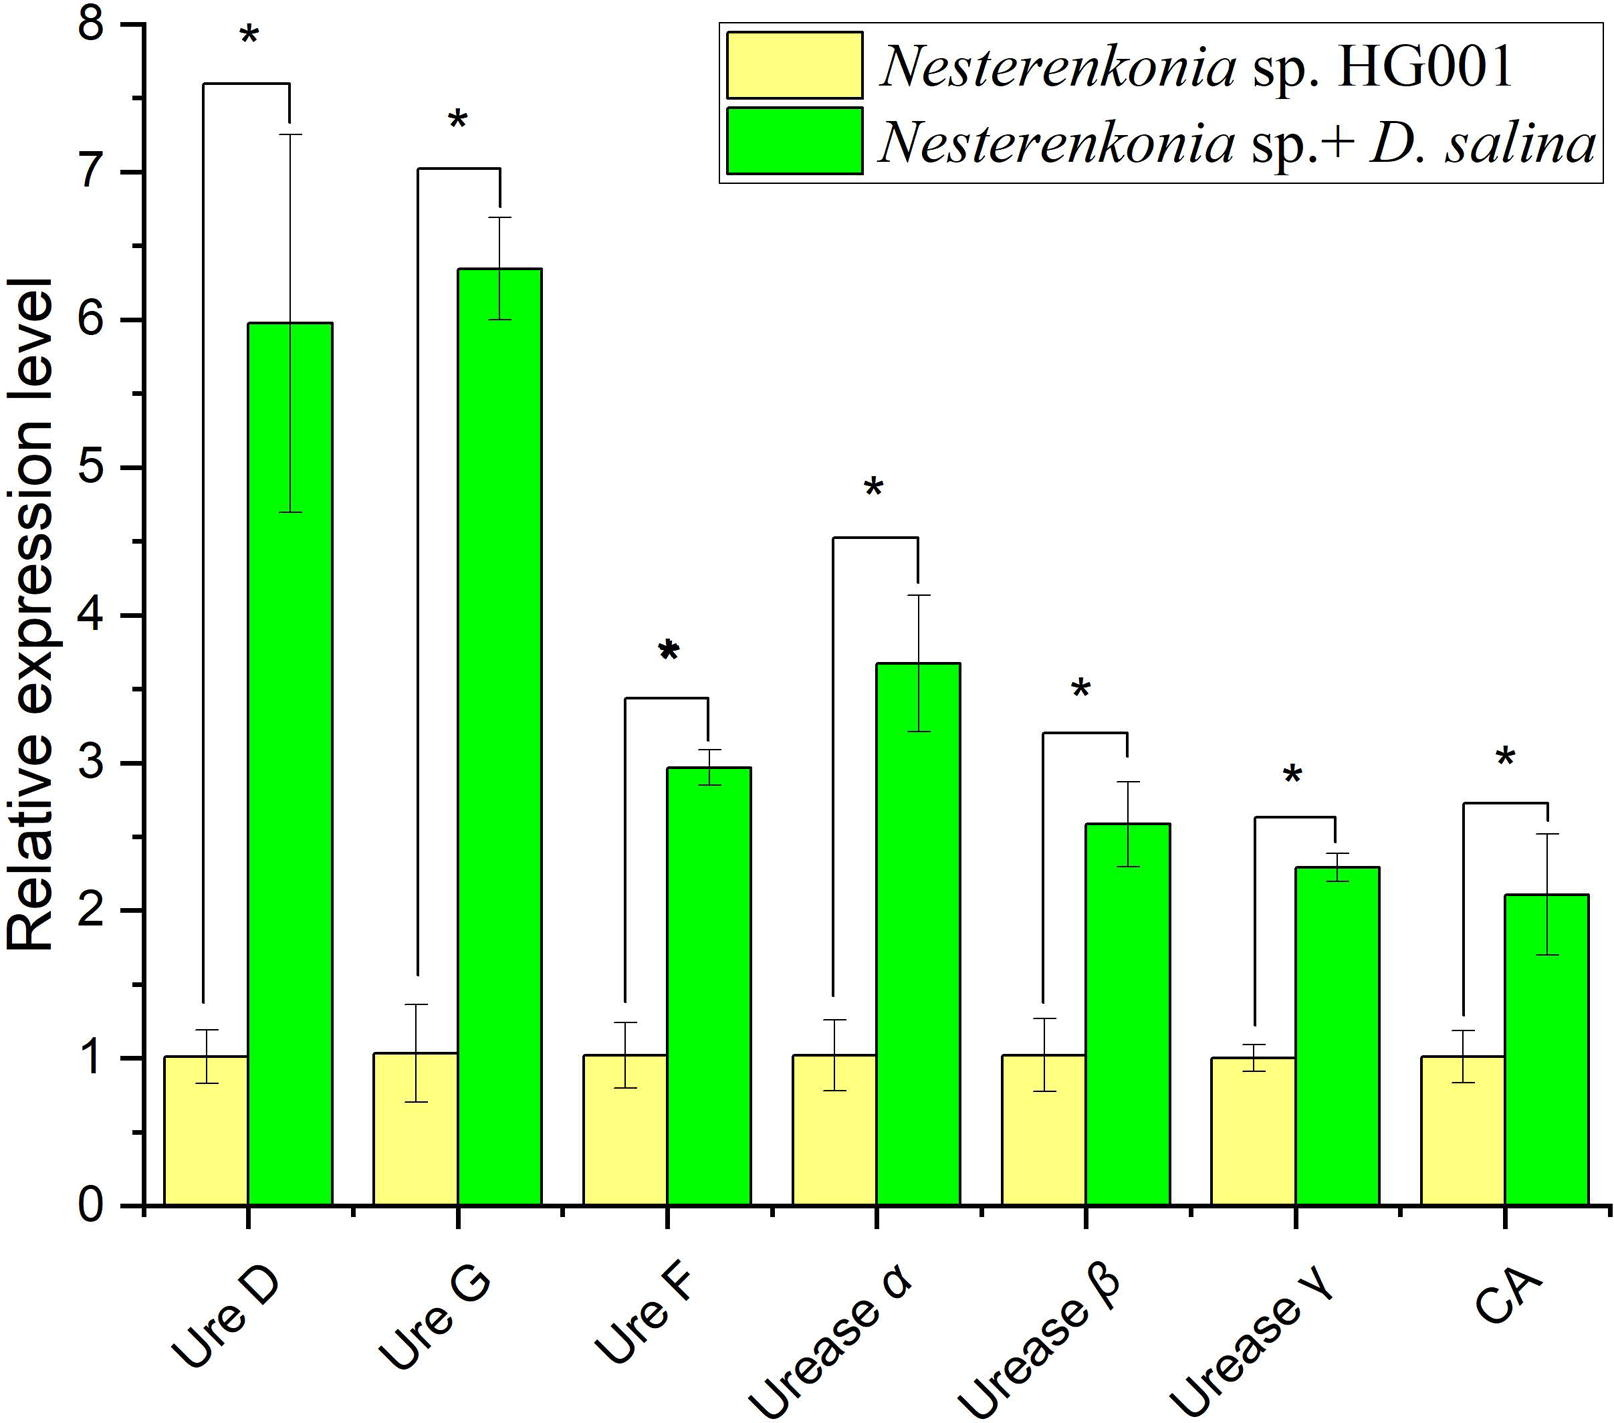 Nesterenkonia sp. HG001
Nesterenkonia sp.+ D. salina
Relative expression level
8
7
6
5
4
3
2
1
0
*
*
*
*
*
*
*
Ure D
Ure G
Ure F
Urease α
Urease β
Urease γ
CA